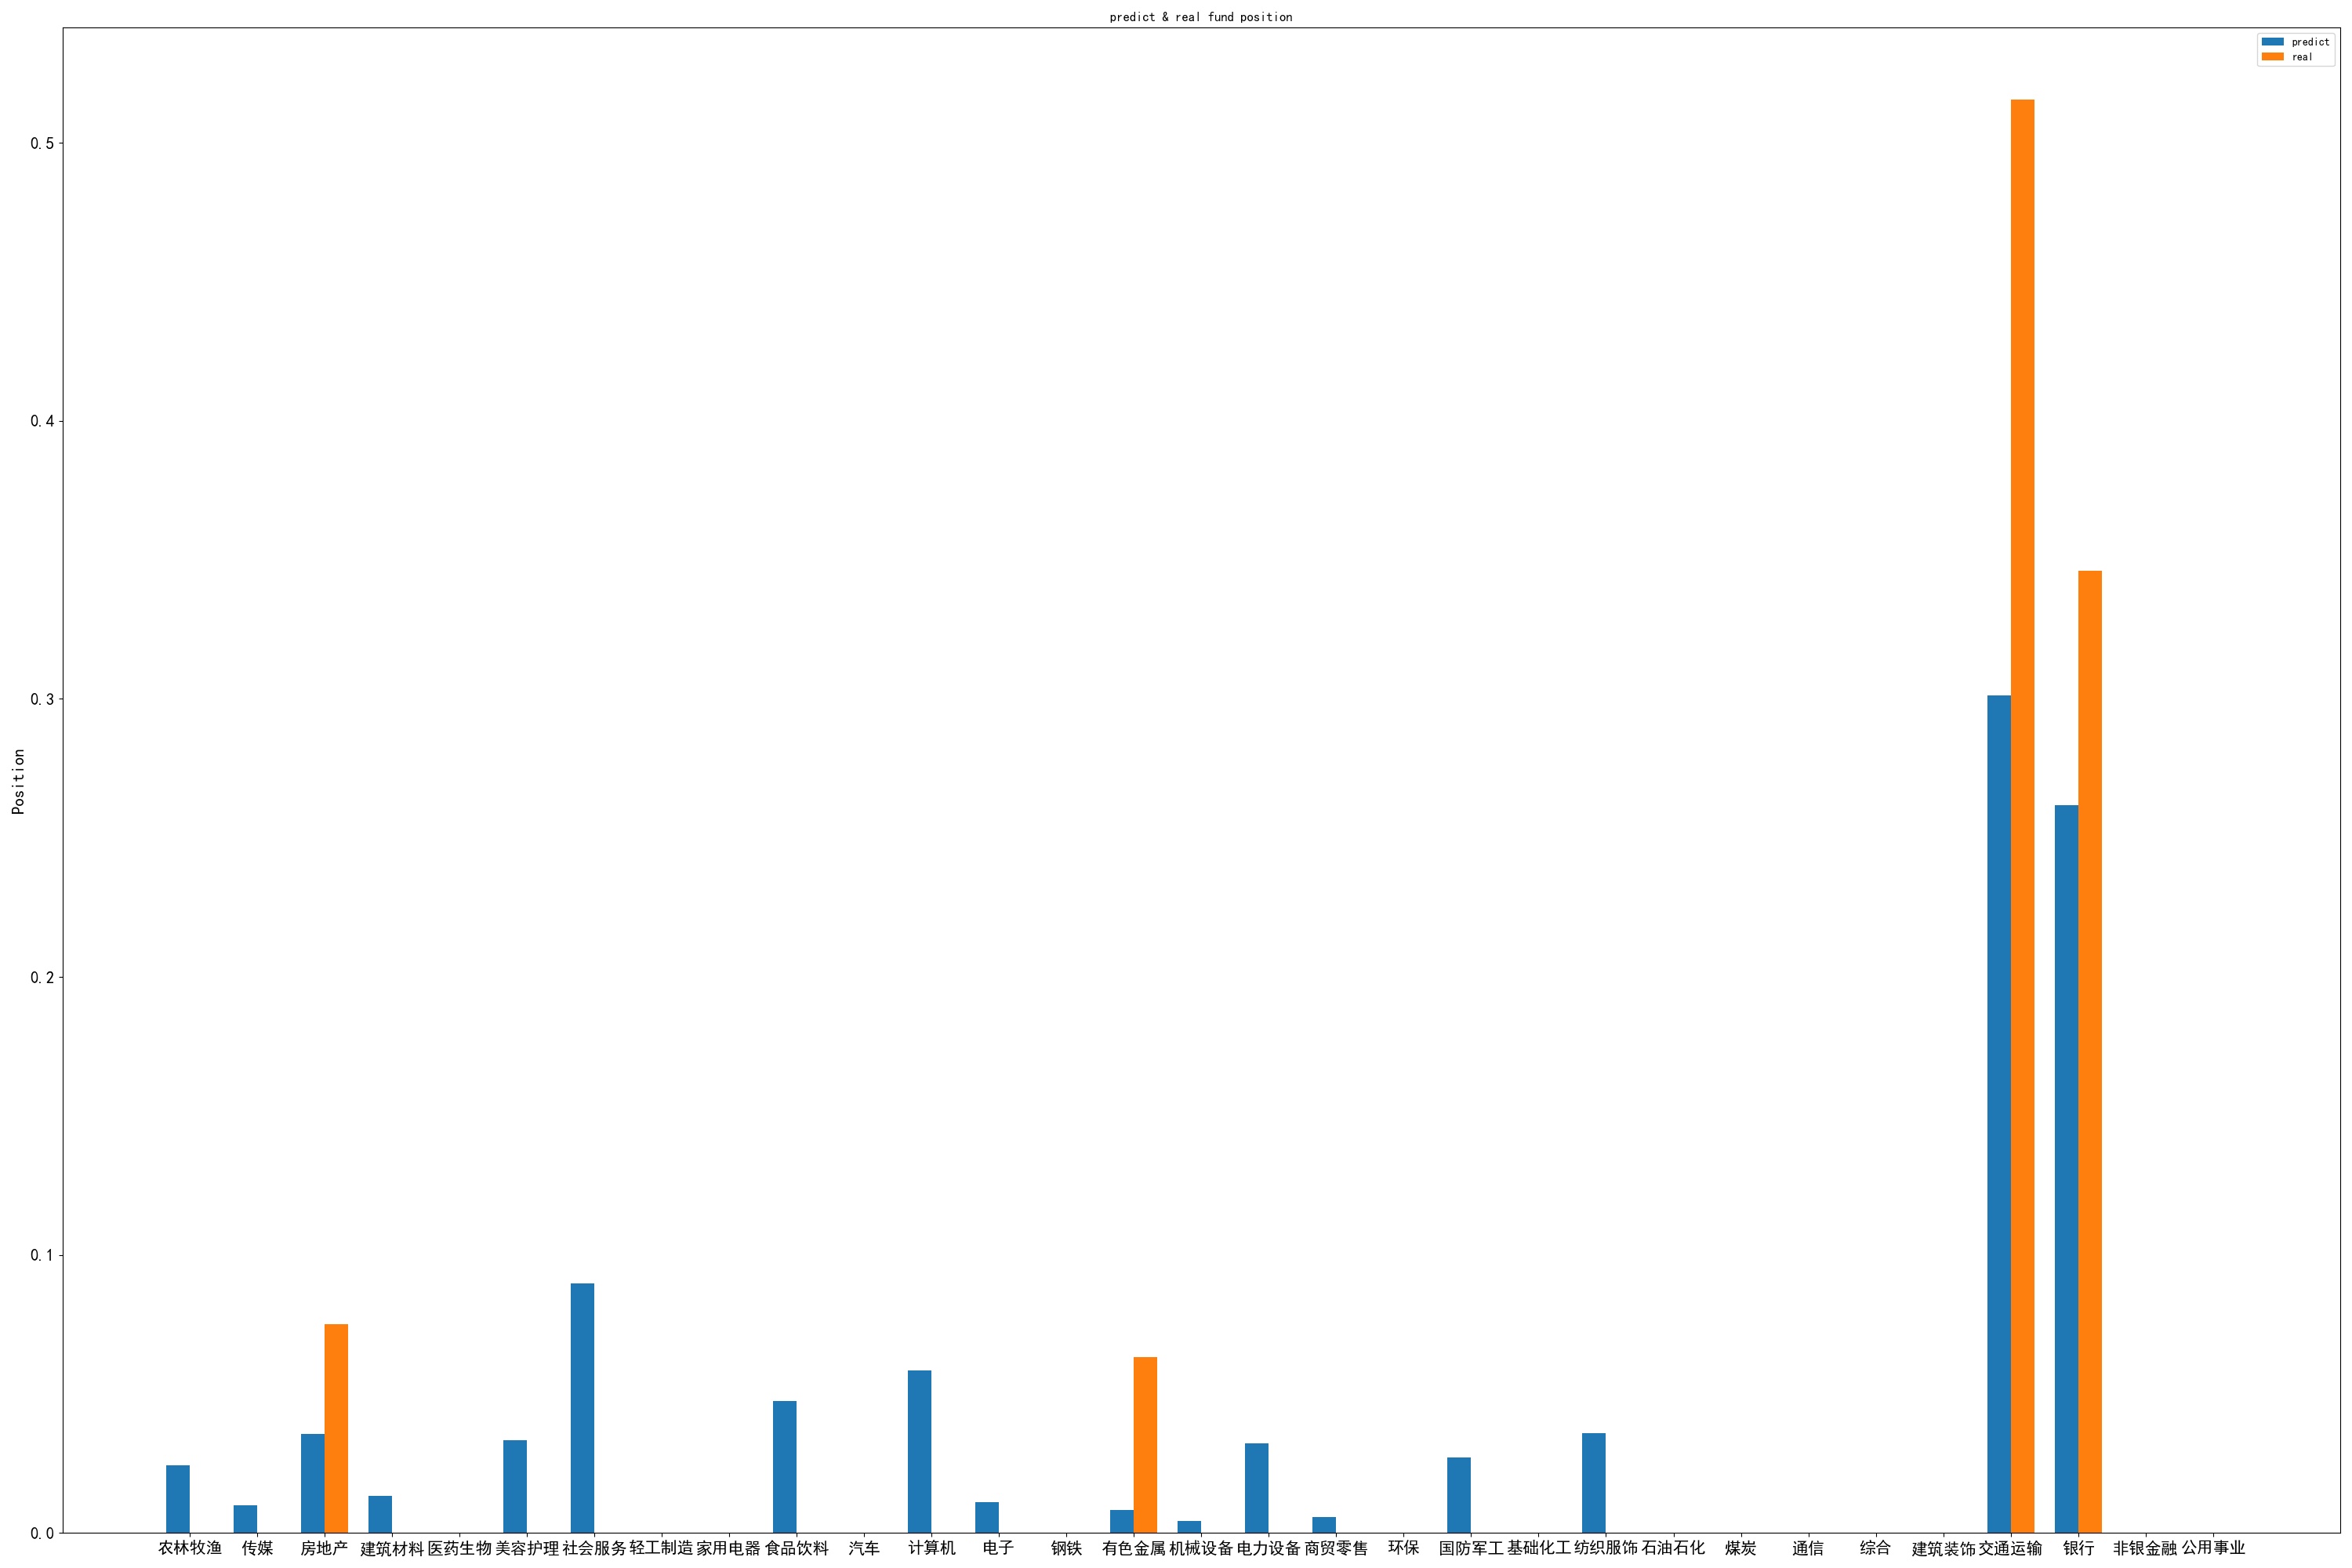 predict & real fund position
predict
real
Position
0.5
0.4
0.3
0.2
0.1
0.0
农林牧渔 传媒 房地产 建筑材料 医药生物 美容护理 社会服务 轻工制造 家用电器 食品饮料 汽车 计算机 电子 钢铁 有色金属 机械设备 电力设备 商贸零售 环保 国防军工 基础化工 纺织服饰 石油石化 煤炭 通信 综合 建筑装饰 交通运输 银行 非银金融 公用事业